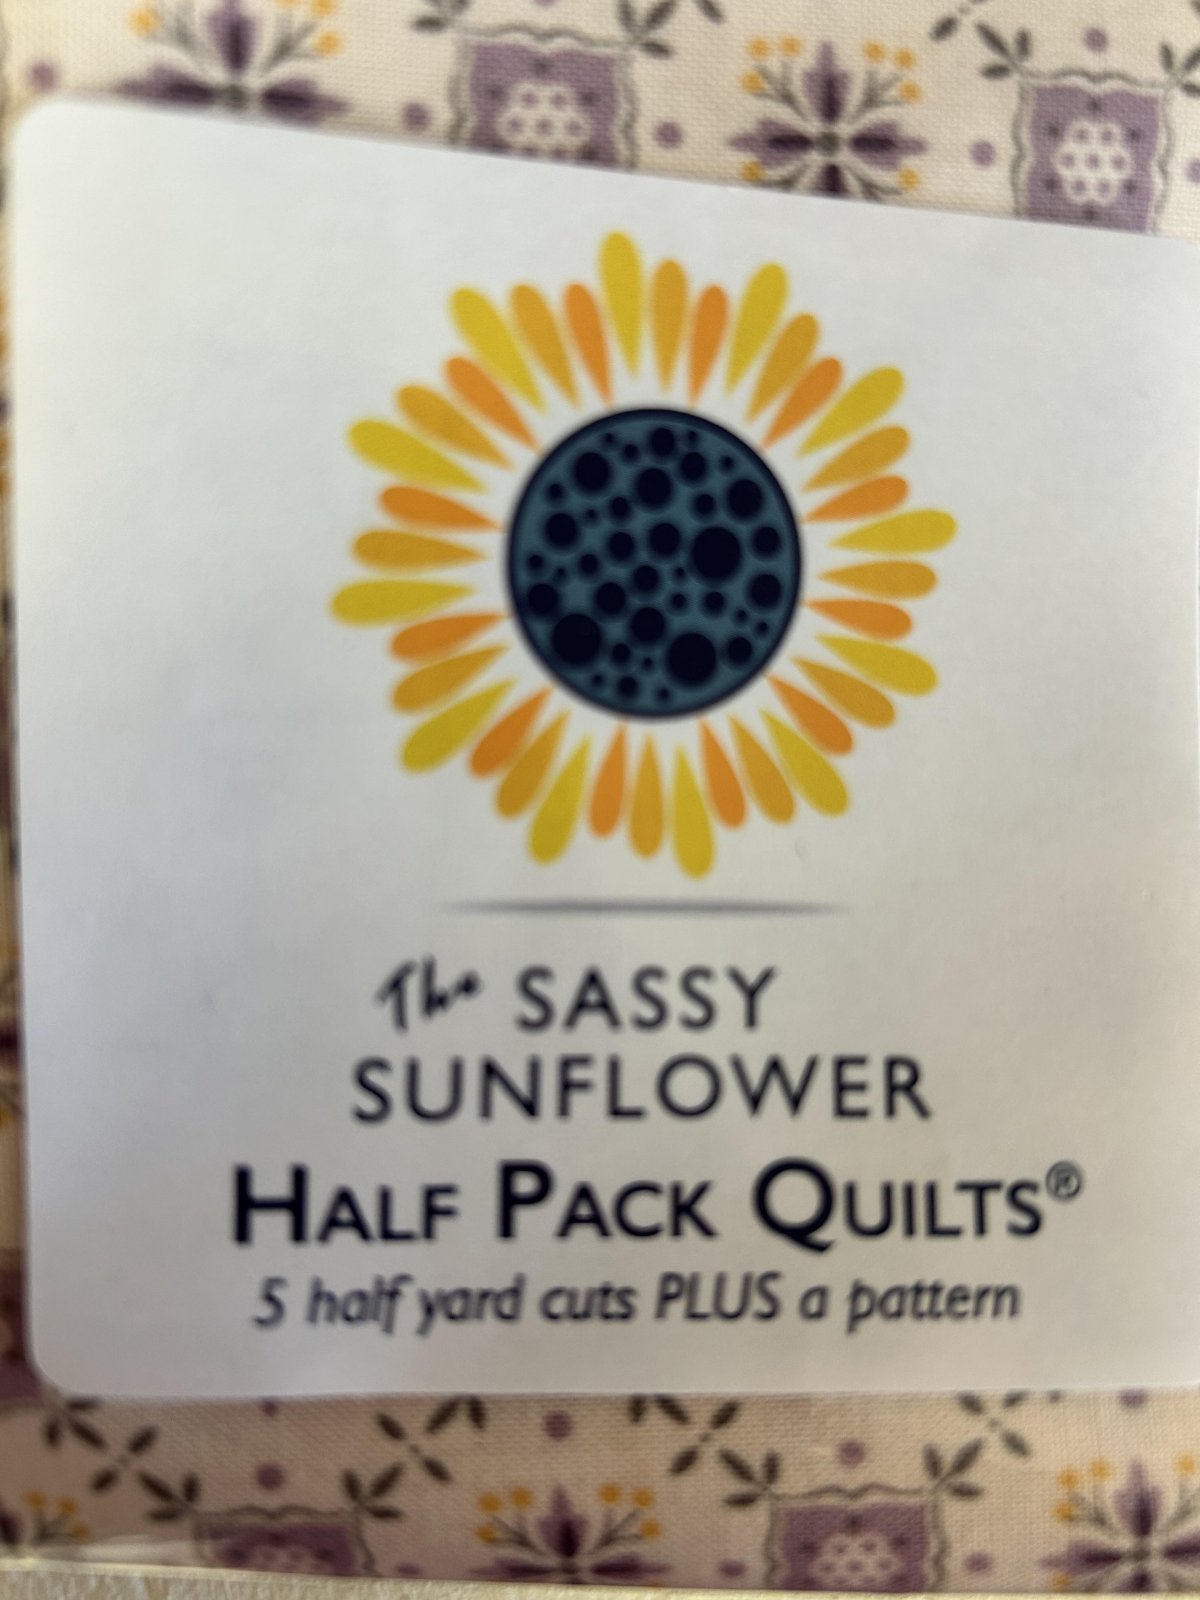 The SASSY
SUNFLOWER
HALF PACK QUILTS®
5 half yard cuts PLUS a pattern